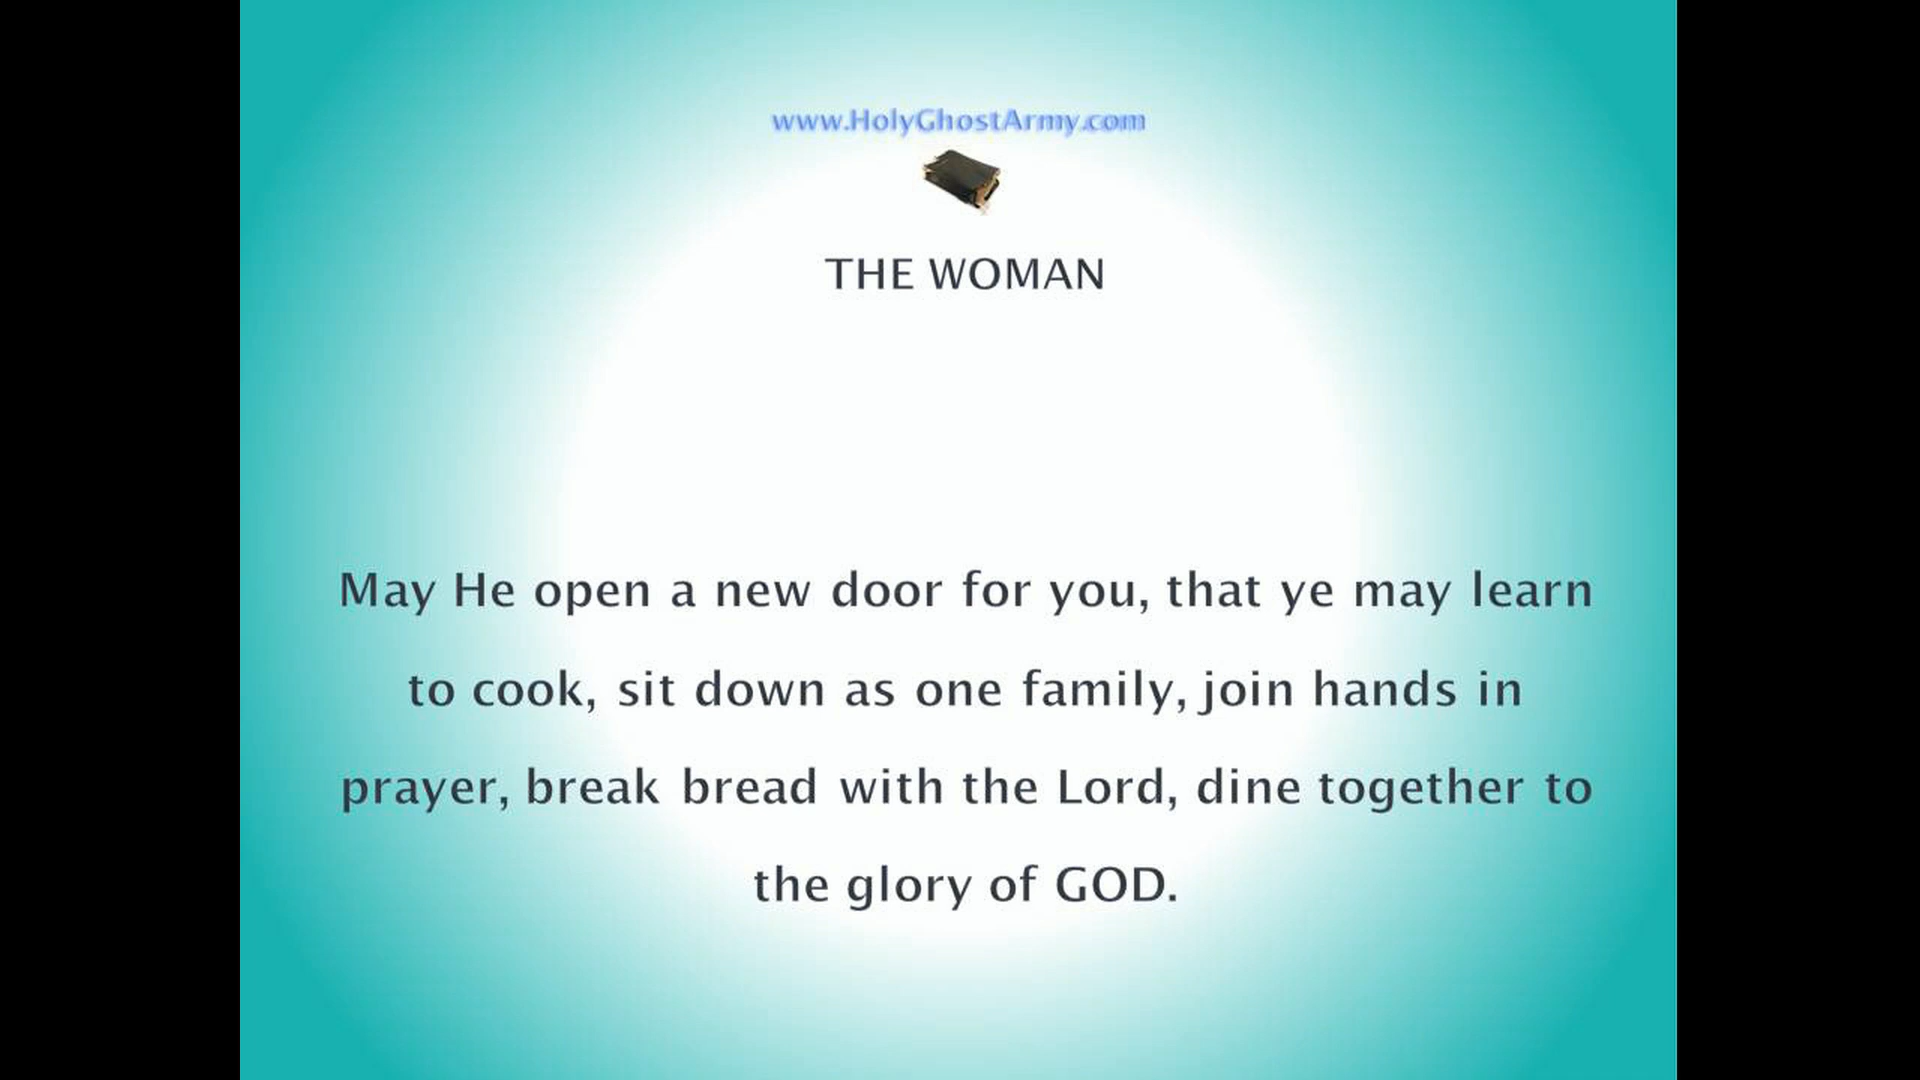 www.HolyGhostArmy.com
THE WOMAN
May He open a new door for you, that ye may learn
to cook, sit down as one family, join hands in
prayer, break bread with the Lord, dine together to
the glory of GOD.